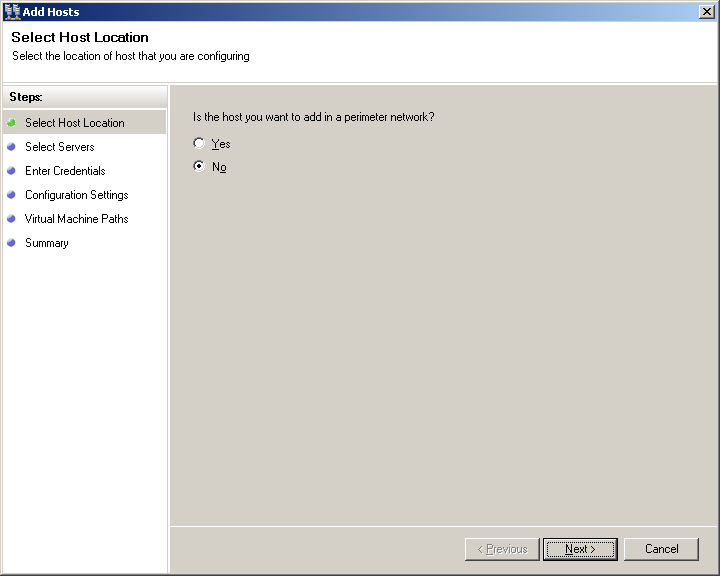 Add Hosts
Select Host Location
Select the location of host that you are configuring
Steps:
Select Host Location
Select Servers
Enter Credentials
Configuration Settings
Virtual Machine Paths
Summary
Is the host you want to add in a perimeter network?
Yes
No
< Previous
Next >
Cancel